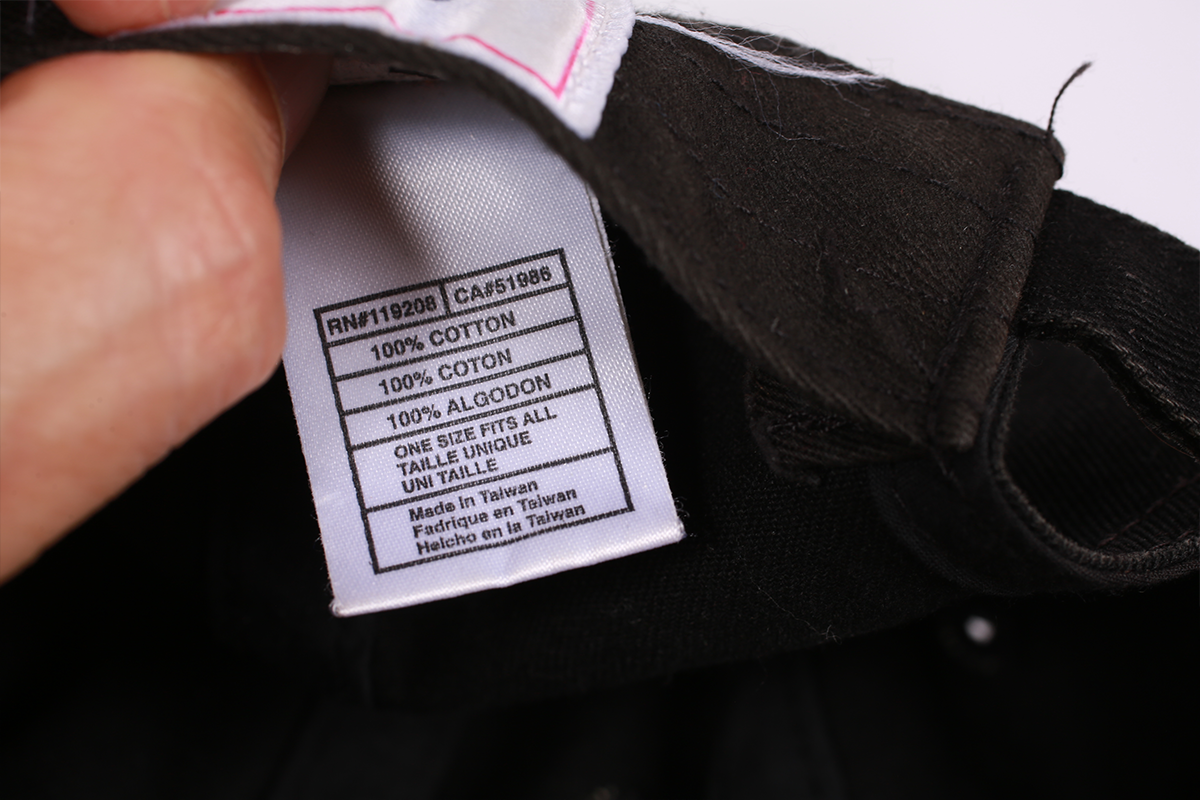 RN#119208 CA#51986
100% COTTON
100% COTON
100% ALGODON
ONE SIZE FITS ALL
TAILLE UNIQUE
UNI TAILLE
Made in Taiwan
Fadrique en Taiwan
Helcho en la Taiwan